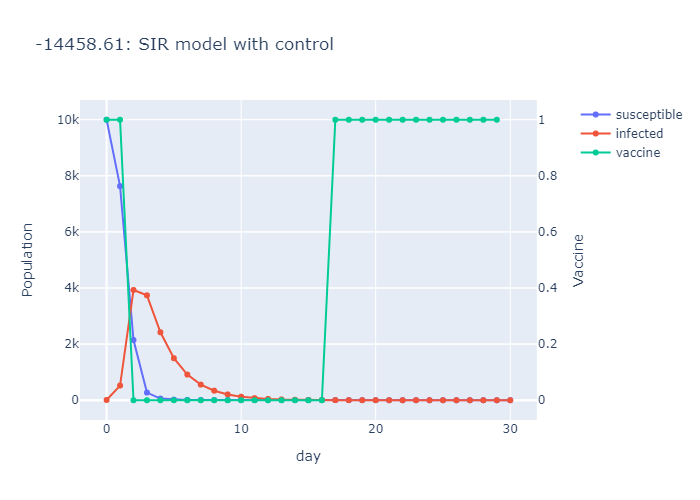 -14458.61: SIR model with control
susceptible
infected
vaccine
10k
8k
6k
4k
2k
0
Population
1
0.8
0.6
0.4
0.2
0
Vaccine
0
10
20
30
day